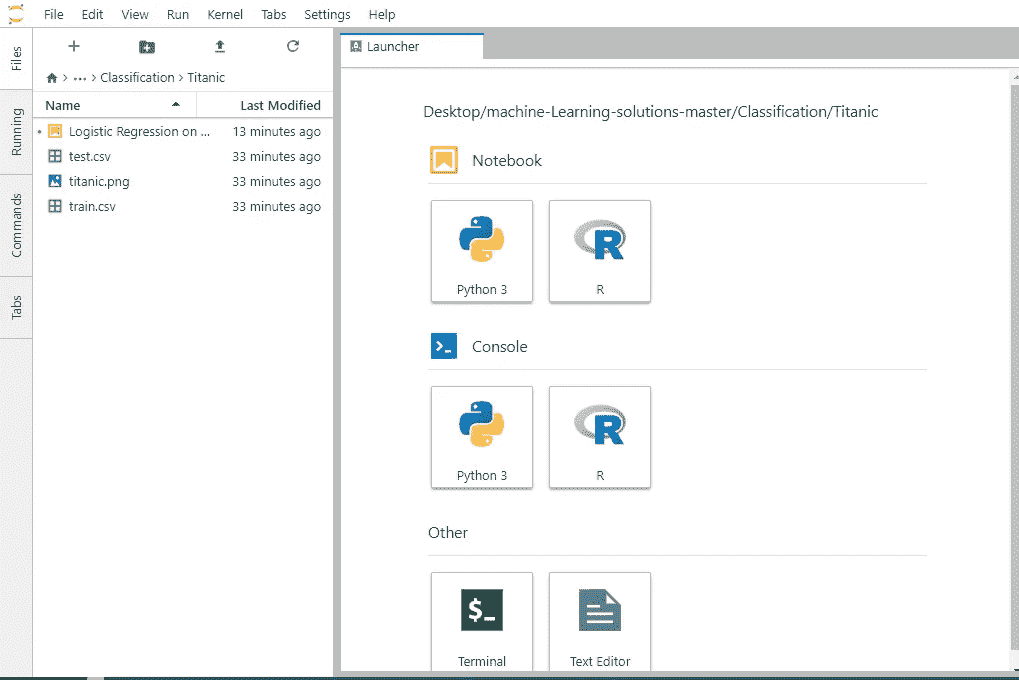 File Edit View Run Kernel Tabs Settings Help
Files
Running
Commands
Tabs
… > Classification > Titanic
Name Last Modified
Logistic Regression on ... 13 minutes ago
test.csv 33 minutes ago
titanic.png 33 minutes ago
train.csv 33 minutes ago
Launcher
Desktop/machine-Learning-solutions-master/Classification/Titanic
Notebook
Python 3 R
Console
Python 3 R
Other
$_
Terminal Text Editor